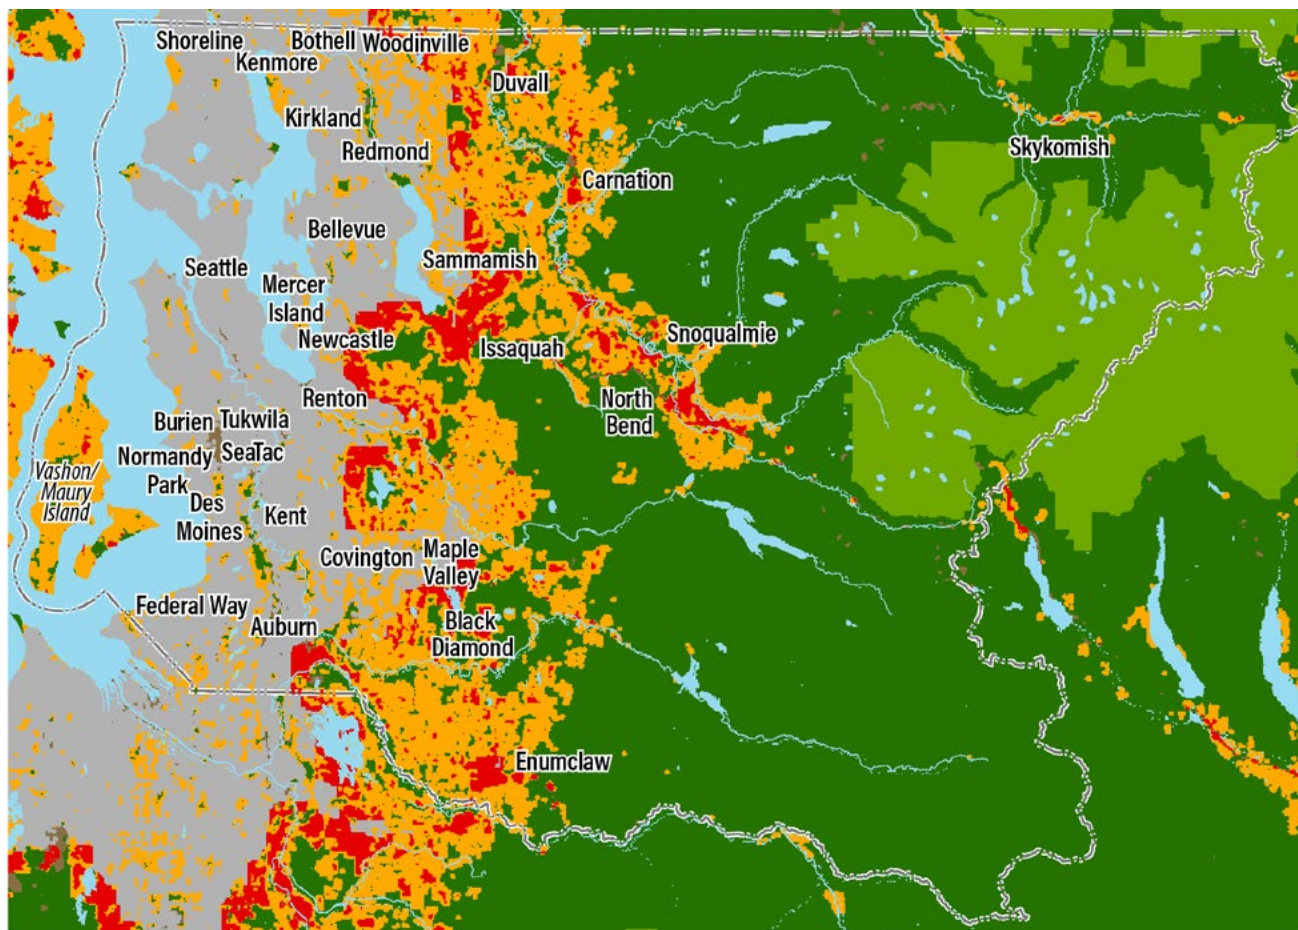 Shoreline
Bothell
Woodinville
Kenmore
Duvall
Kirkland
Redmond
Skykomish
Carnation
Bellevue
Sammamish
Seattle
Mercer
Island
Newcastle
Issaquah
Snoqualmie
Renton
North
Bend
Burien
Tukwila
Normandy
Park
SeaTac
Vashon/
Maury
Island
Des
Moines
Kent
Covington
Maple
Valley
Federal Way
Auburn
Black
Diamond
Enumclaw